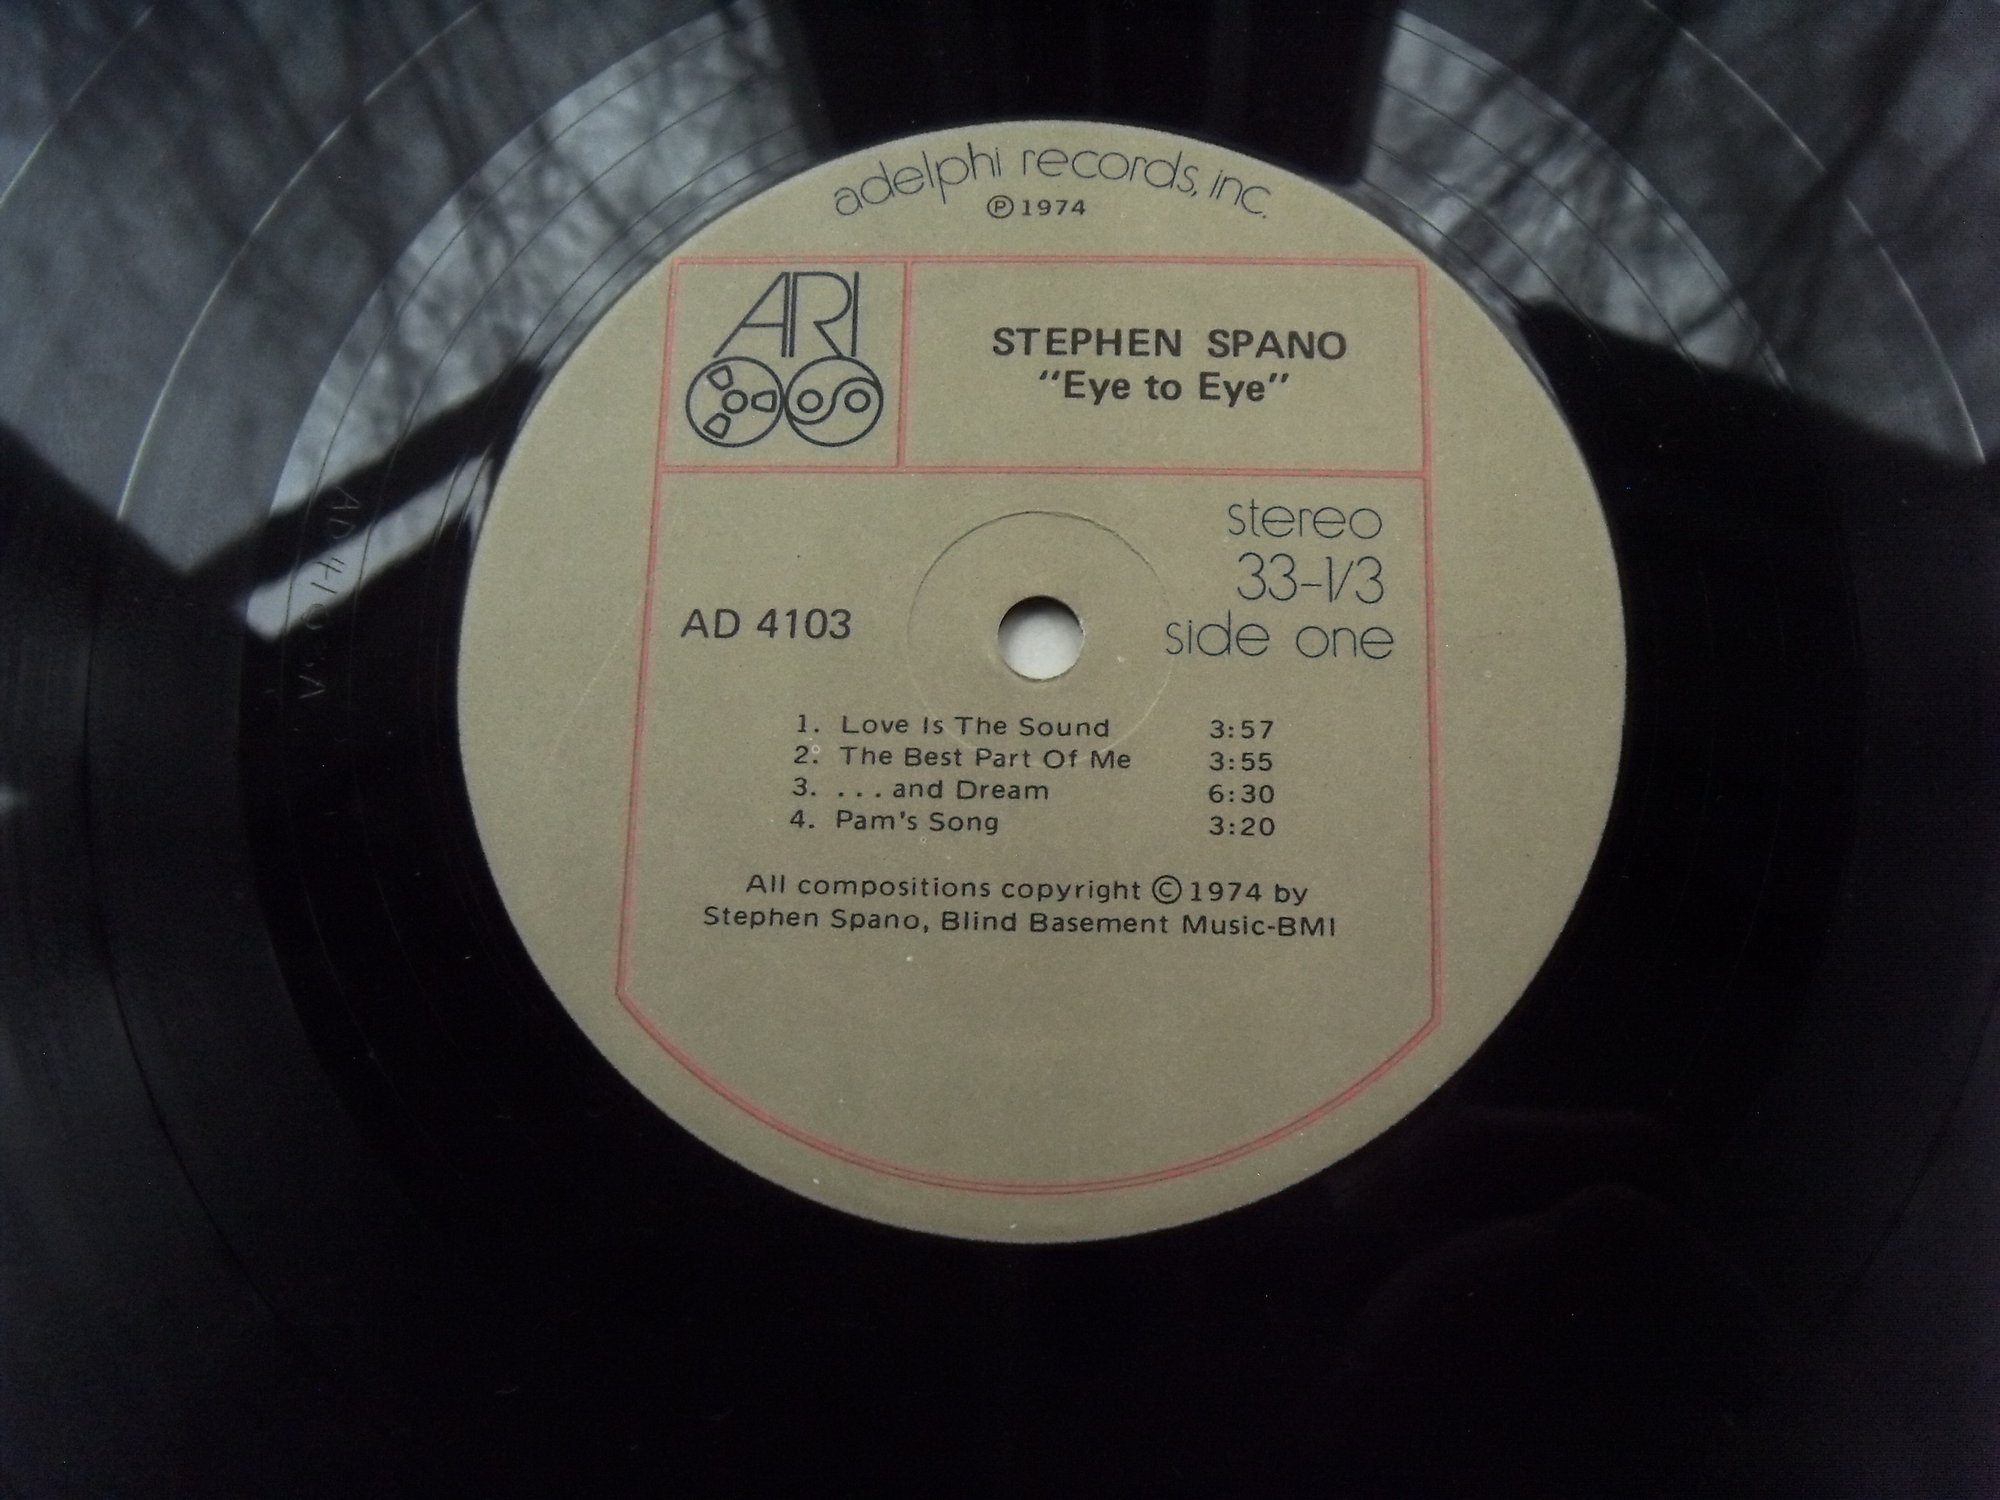 adelphi records, inc.
℗ 1974
ARI
STEPHEN SPANO
"Eye to Eye"
stereo
33-1/3
AD 4103
side one
1. Love Is The Sound 3:57
2. The Best Part Of Me 3:55
3. ...and Dream 6:30
4. Pam's Song 3:20
All compositions copyright © 1974 by
Stephen Spano, Blind Basement Music-BMI
AD 4103A